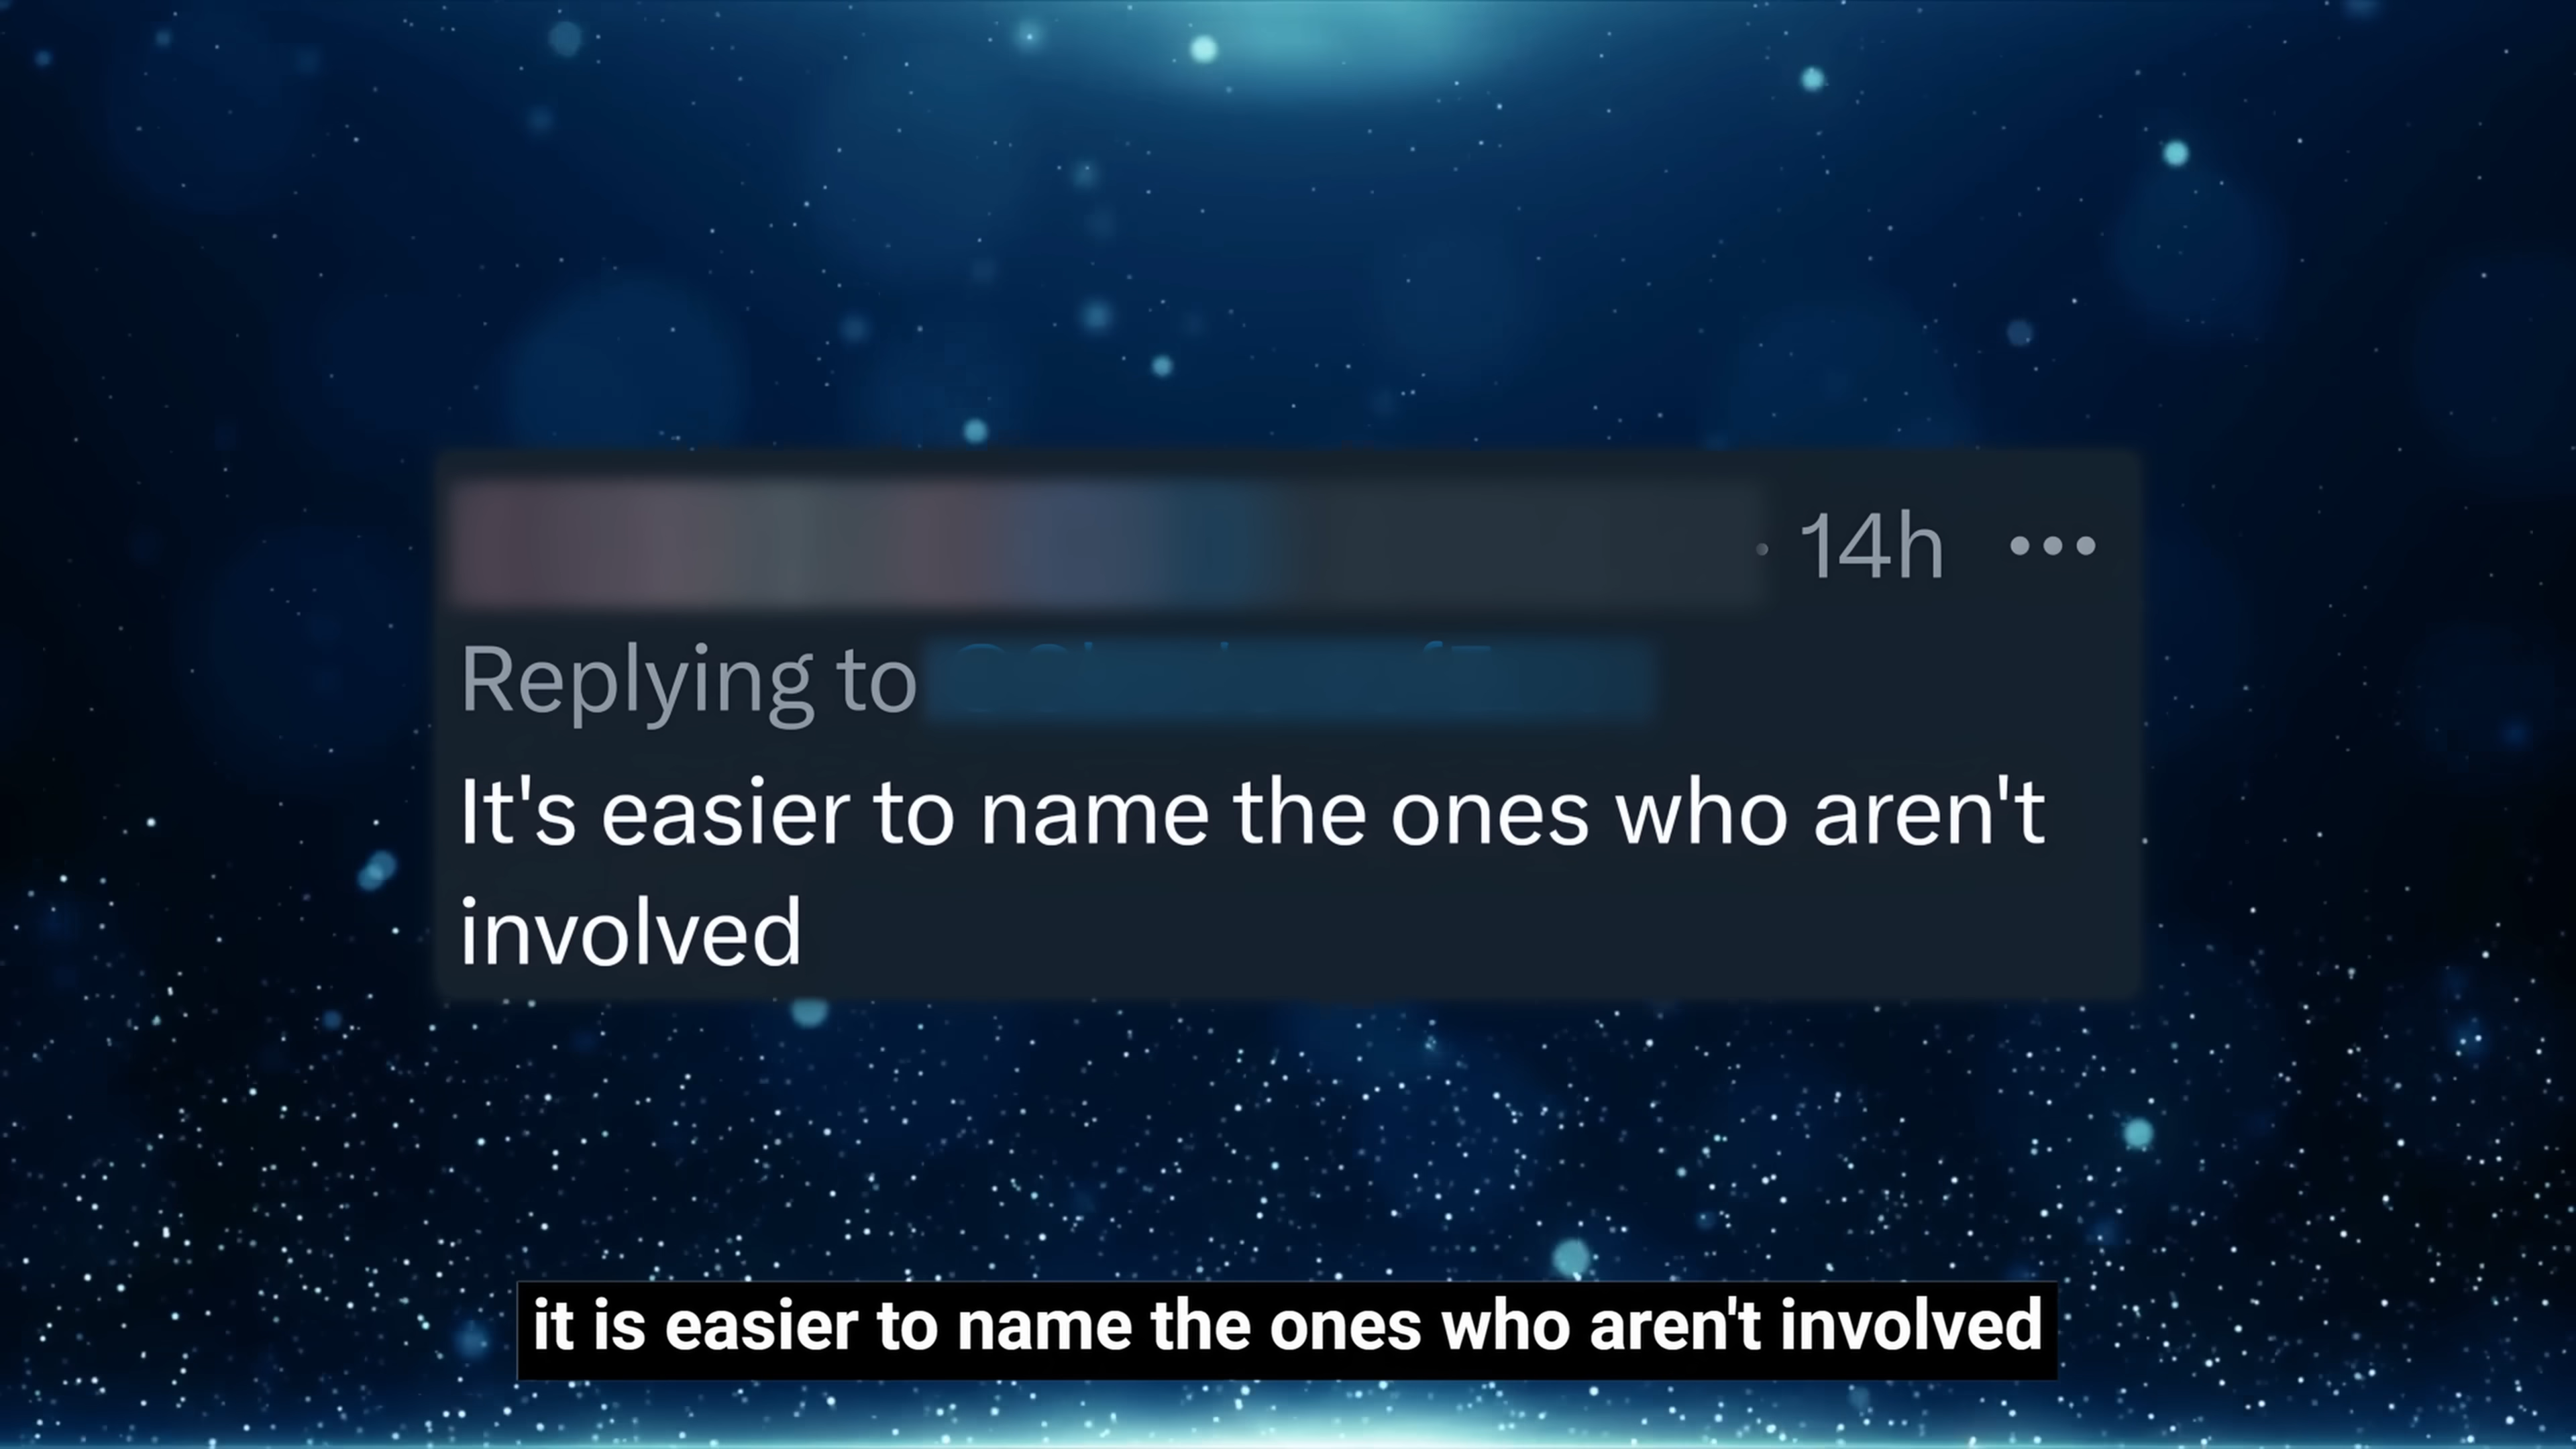 14h
Replying to
It's easier to name the ones who aren't
involved
it is easier to name the ones who aren't involved